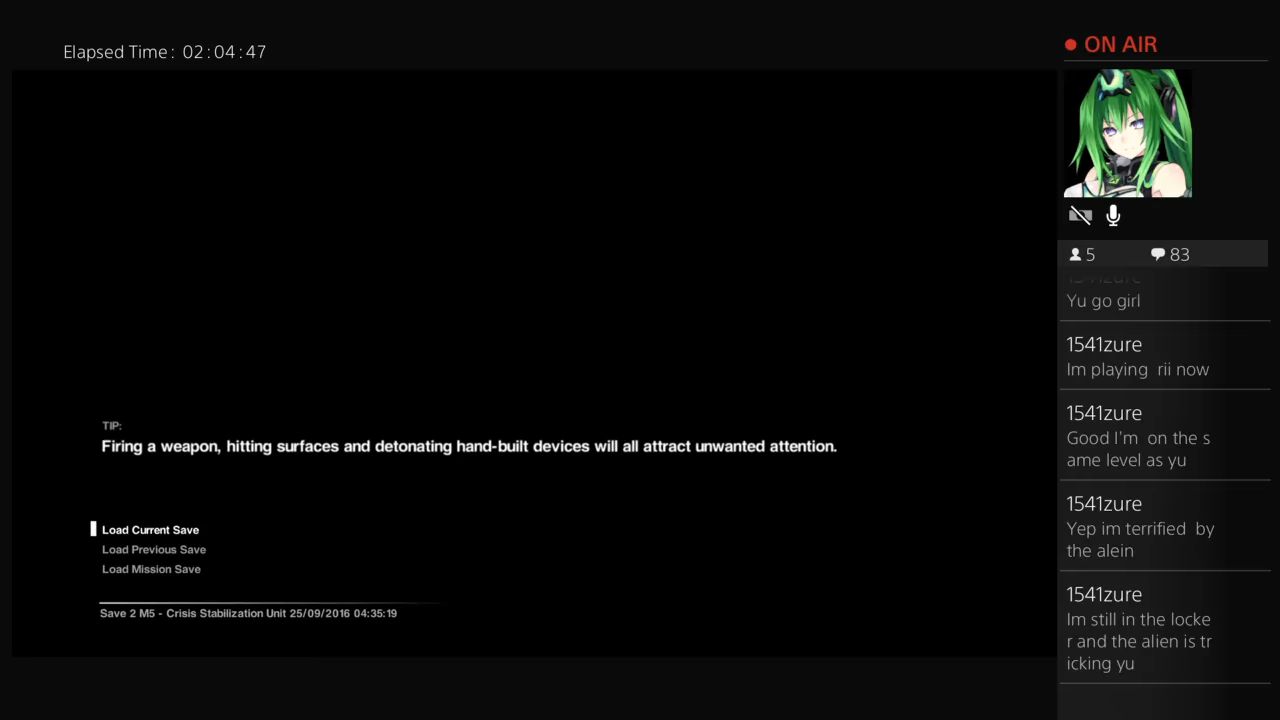 Elapsed Time: 02:04:47
ON AIR
5 83
Yu go girl
1541zure
Im playing rii now
1541zure
Good I'm on the s
ame level as yu
1541zure
Yep im terrified by
the alein
1541zure
Im still in the locke
r and the alien is tr
icking yu
TIP:
Firing a weapon, hitting surfaces and detonating hand-built devices will all attract unwanted attention.
Load Current Save
Load Previous Save
Load Mission Save
Save 2 M5 - Crisis Stabilization Unit 25/09/2016 04:35:19